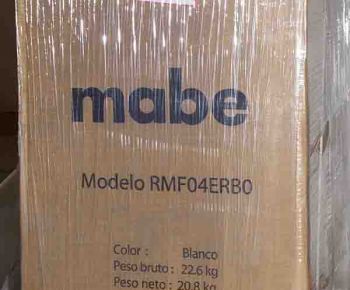 mabe
Modelo RMF04ERB0
Color : Blanco
Peso bruto : 22.6 kg
Peso neto : 20.8 kg